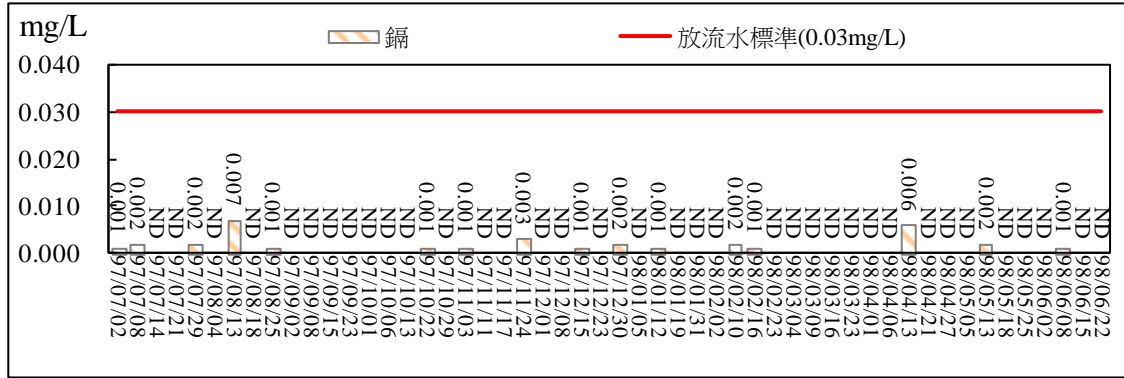 mg/L
鎘
放流水標準(0.03mg/L)
0.040
0.030
0.020
0.010
0.000
0.001
0.002
ND
ND
0.002
ND
0.007
ND
0.001
ND
ND
ND
ND
ND
ND
ND
0.001
ND
0.001
ND
ND
0.003
ND
ND
0.001
ND
0.002
ND
0.001
ND
ND
ND
0.002
0.001
ND
ND
ND
ND
ND
ND
ND
0.006
ND
ND
ND
0.002
ND
ND
ND
0.001
ND
ND
97/07/02
97/07/08
97/07/14
97/07/21
97/07/29
97/08/04
97/08/13
97/08/18
97/08/25
97/09/02
97/09/08
97/09/15
97/09/23
97/10/01
97/10/06
97/10/13
97/10/22
97/10/29
97/11/03
97/11/11
97/11/17
97/11/24
97/12/01
97/12/08
97/12/15
97/12/23
97/12/30
98/01/05
98/01/12
98/01/19
98/01/31
98/02/02
98/02/10
98/02/16
98/02/23
98/03/04
98/03/09
98/03/16
98/03/23
98/04/01
98/04/06
98/04/13
98/04/21
98/04/27
98/05/05
98/05/13
98/05/18
98/05/25
98/06/02
98/06/08
98/06/15
98/06/22